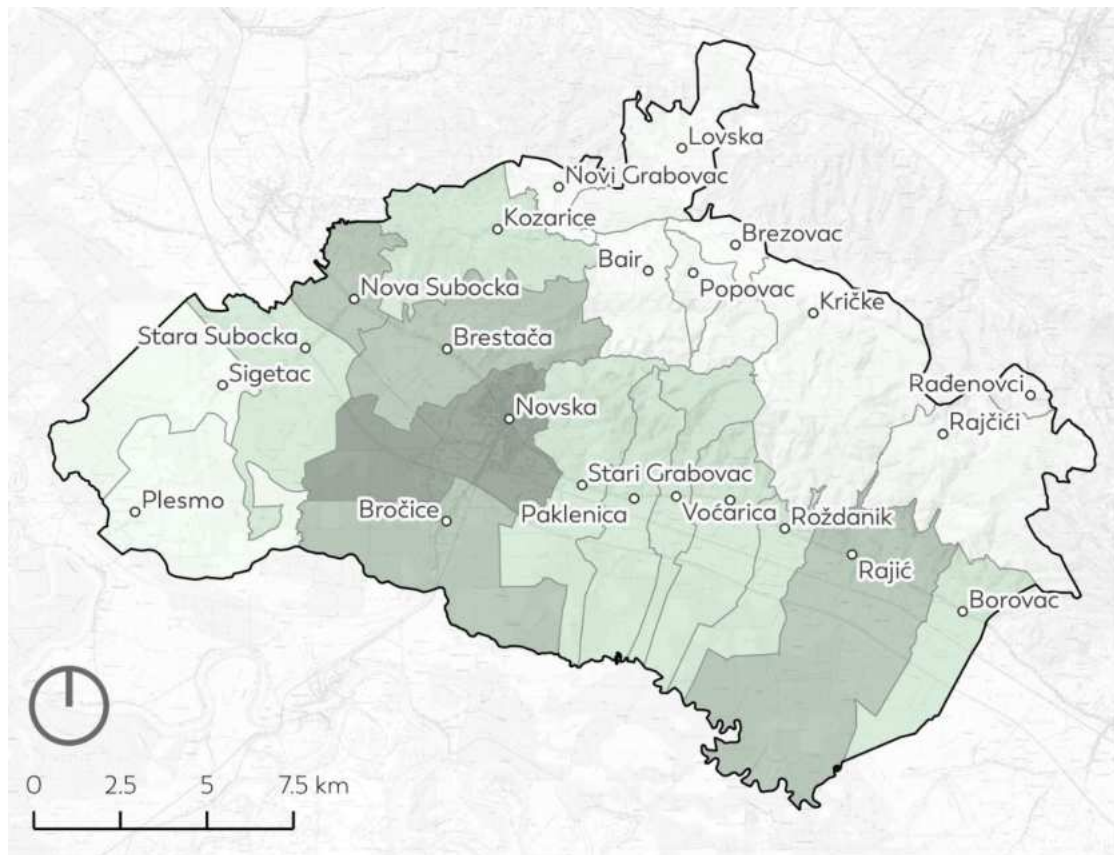 Lovska
Novi Grabovac
Kozarice
Brezovac
Bair
Popovac
Nova Subocka
Kričke
Stara Subocka
Brestača
Sigetac
Rađenovci
Novska
Rajčići
Stari Grabovac
Plesmo
Bročice
Paklenica
Voćarica
Roždanik
Rajić
Borovac
0 2.5 5 7.5 km